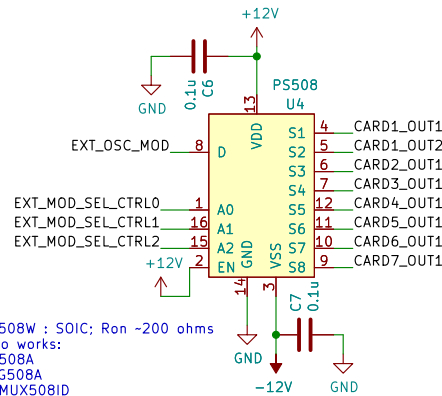 +12V
0.1u
C6
GND
PS508
U4
13
VDD
EXT_OSC_MOD 8 D
S1 4 CARD1_OUT1
S2 5 CARD1_OUT2
S3 6 CARD2_OUT1
S4 7 CARD3_OUT1
EXT_MOD_SEL_CTRL0 1 A0 S5 12 CARD4_OUT1
EXT_MOD_SEL_CTRL1 16 A1 S6 11 CARD5_OUT1
EXT_MOD_SEL_CTRL2 15 A2 S7 10 CARD6_OUT1
+12V 2 EN S8 9 CARD7_OUT1
GND
VSS
14
3
C7
0.1u
GND
-12V
GND
508W : SOIC; Ron ~200 ohms
o works:
508A
G508A
MUX508ID